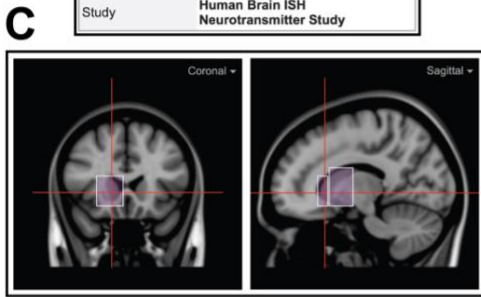 C
Study
Human Brain ISH
Neurotransmitter Study
Coronal
Sagittal